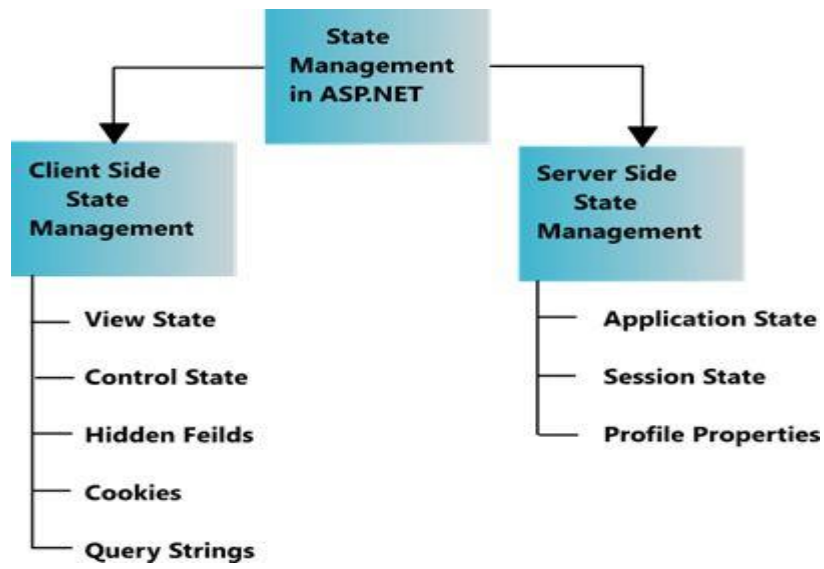 State
Management
in ASP.NET
Client Side
State
Management
View State
Control State
Hidden Feilds
Cookies
Query Strings
Server Side
State
Management
Application State
Session State
Profile Properties